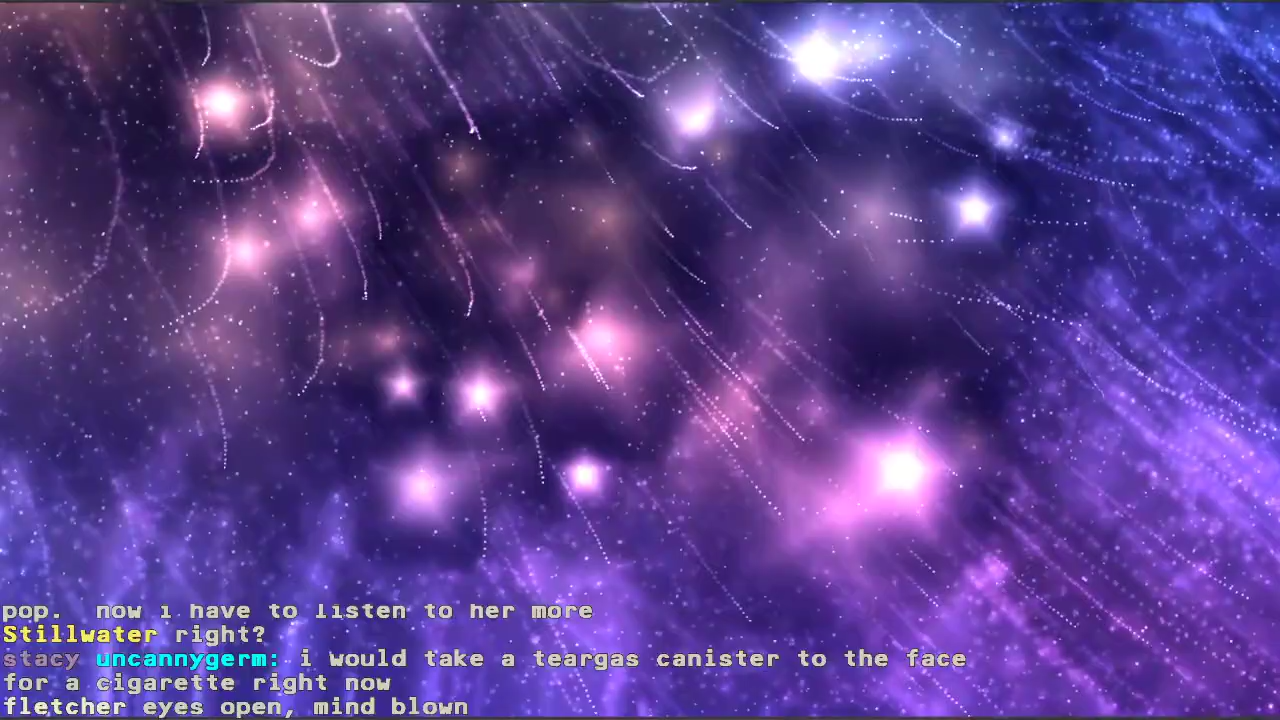 pop.  now i have to listen to her more
Stillwater right?
stacy uncannygerm: i would take a teargas canister to the face
for a cigarette right now
fletcher eyes open, mind blown